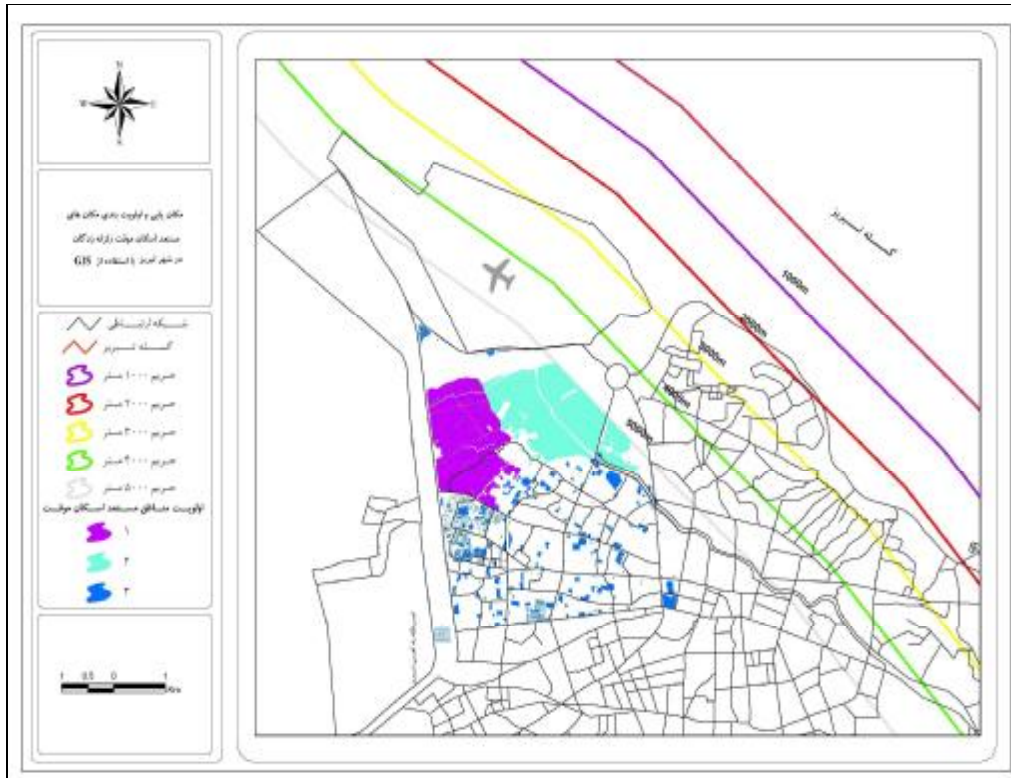 N
W E
S
مکان یابی و اولویت بندی مکان های
مستعد اسکان موقت زلزله زدگان
در شهر تبریز با استفاده از GIS
شبکه ارتباطی
گسله تبریز
حریم ۱۰۰۰ متر
حریم ۲۰۰۰ متر
حریم ۳۰۰۰ متر
حریم ۴۰۰۰ متر
حریم ۵۰۰۰ متر
اولویت مناطق مستعد اسکان موقت
۱
۲
۳
1 0.5 0 1
Km
گسله تبریز
1000m
2000m
3000m
4000m
5000m